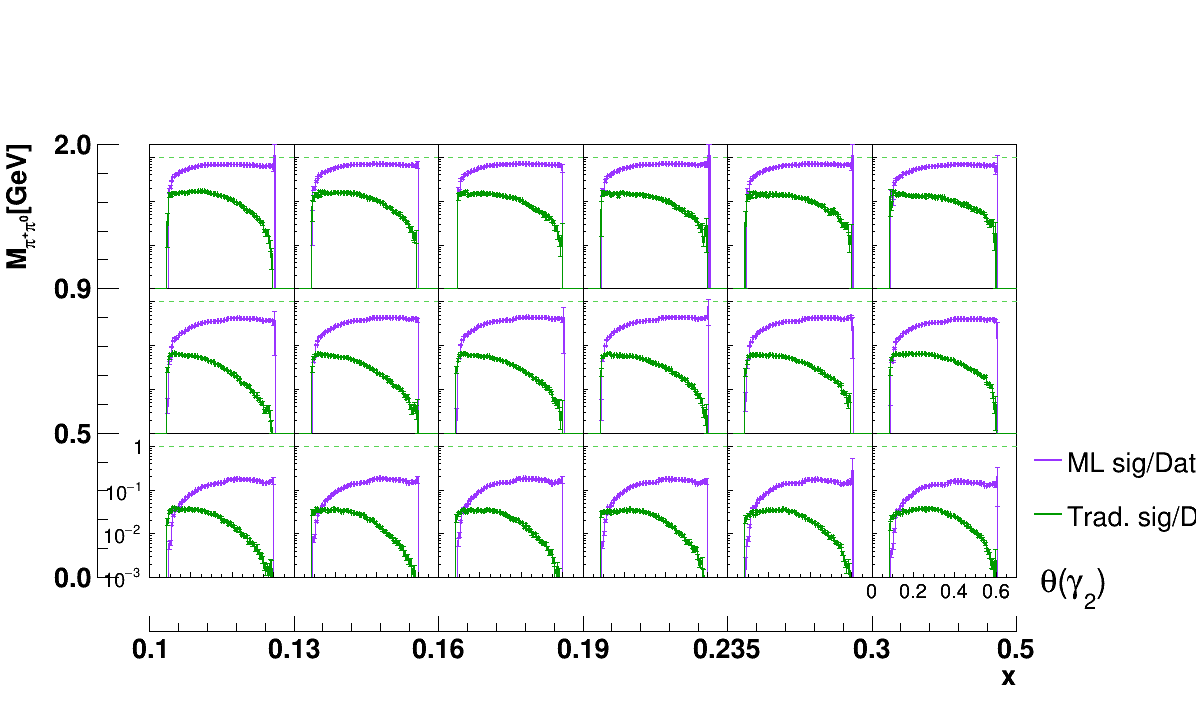 2.0
M π⁺π⁰ [GeV]
0.9
0.5
1
10⁻¹
10⁻²
10⁻³
0.0
ML sig/Dat
Trad. sig/D
0 0.2 0.4 0.6
θ(γ₂)
0.1 0.13 0.16 0.19 0.235 0.3 0.5
x